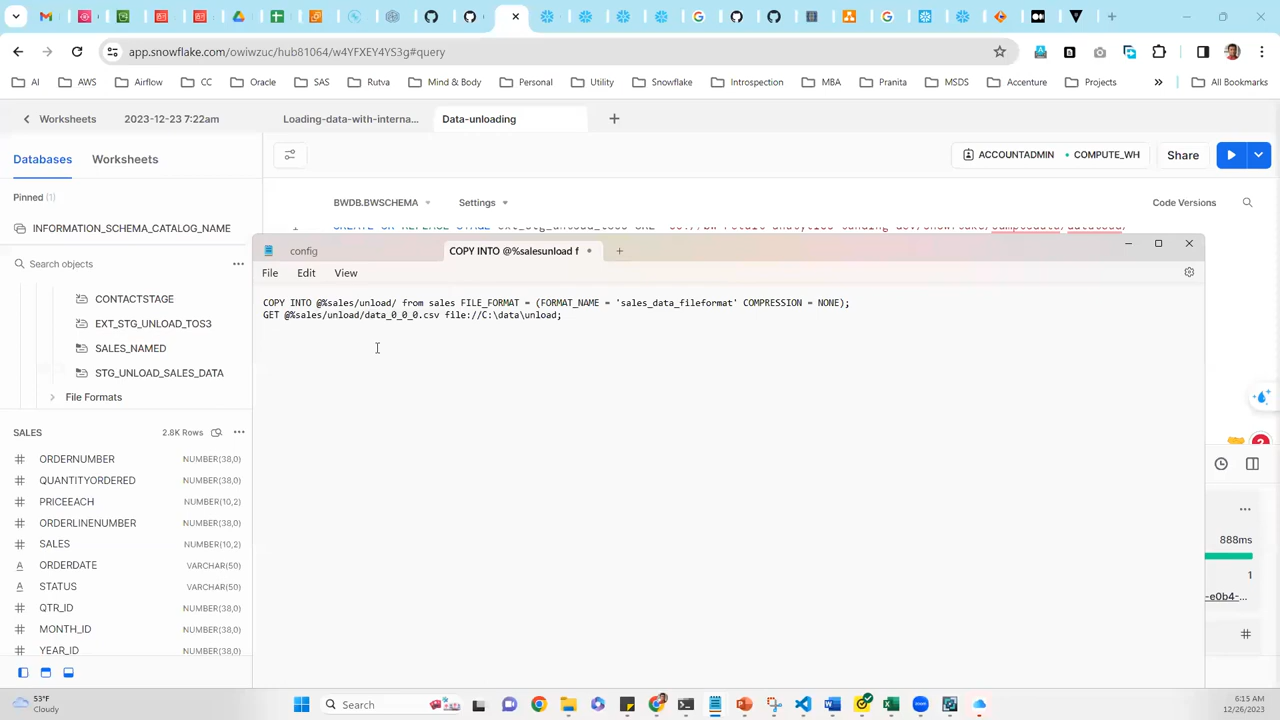 app.snowflake.com/owiwzuc/hub81064/w4YFXEY4YS3g#query
AI
AWS
Airflow
CC
Oracle
SAS
Rutva
Mind & Body
Personal
Utility
Snowflake
Introspection
MBA
Pranita
MSDS
Accenture
Projects
All Bookmarks
Worksheets
2023-12-23 7:22am
Loading-data-with-interna...
Data-unloading
Databases
Worksheets
ACCOUNTADMIN
COMPUTE_WH
Share
Pinned (1)
BWDB.BWSCHEMA
Settings
Code Versions
INFORMATION_SCHEMA_CATALOG_NAME
Search objects
config
COPY INTO @%salesunload f
File
Edit
View
COPY INTO @%sales/unload/ from sales FILE_FORMAT = (FORMAT_NAME = 'sales_data_fileformat' COMPRESSION = NONE);
GET @%sales/unload/data_0_0_0.csv file://C:\data\unload;
CONTACTSTAGE
EXT_STG_UNLOAD_TOS3
SALES_NAMED
STG_UNLOAD_SALES_DATA
File Formats
SALES
2.8K Rows
ORDERNUMBER NUMBER(38,0)
QUANTITYORDERED NUMBER(38,0)
PRICEEACH NUMBER(10,2)
ORDERLINENUMBER NUMBER(38,0)
SALES NUMBER(10,2)
ORDERDATE VARCHAR(50)
STATUS VARCHAR(50)
QTR_ID NUMBER(38,0)
MONTH_ID NUMBER(38,0)
YEAR_ID NUMBER(38,0)
888ms
1
-e0b4-...
53°F
Cloudy
Search
6:15 AM
12/26/2023